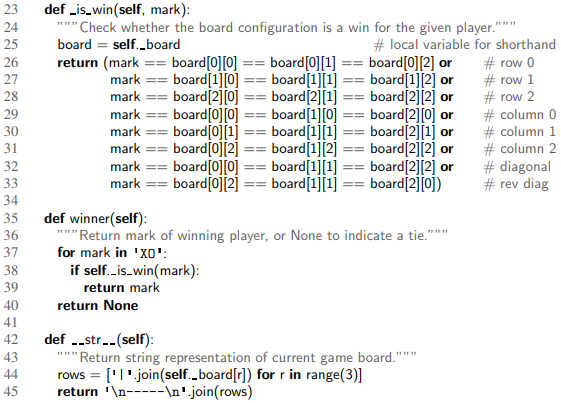 23 def _is_win(self, mark):
24 """Check whether the board configuration is a win for the given player."""
25 board = self._board # local variable for shorthand
26 return (mark == board[0][0] == board[0][1] == board[0][2] or # row 0
27 mark == board[1][0] == board[1][1] == board[1][2] or # row 1
28 mark == board[2][0] == board[2][1] == board[2][2] or # row 2
29 mark == board[0][0] == board[1][0] == board[2][0] or # column 0
30 mark == board[0][1] == board[1][1] == board[2][1] or # column 1
31 mark == board[0][2] == board[1][2] == board[2][2] or # column 2
32 mark == board[0][0] == board[1][1] == board[2][2] or # diagonal
33 mark == board[0][2] == board[1][1] == board[2][0]) # rev diag
34
35 def winner(self):
36 """Return mark of winning player, or None to indicate a tie."""
37 for mark in 'XO':
38 if self._is_win(mark):
39 return mark
40 return None
41
42 def __str__(self):
43 """Return string representation of current game board."""
44 rows = ['|'.join(self._board[r]) for r in range(3)]
45 return '\n-----\n'.join(rows)